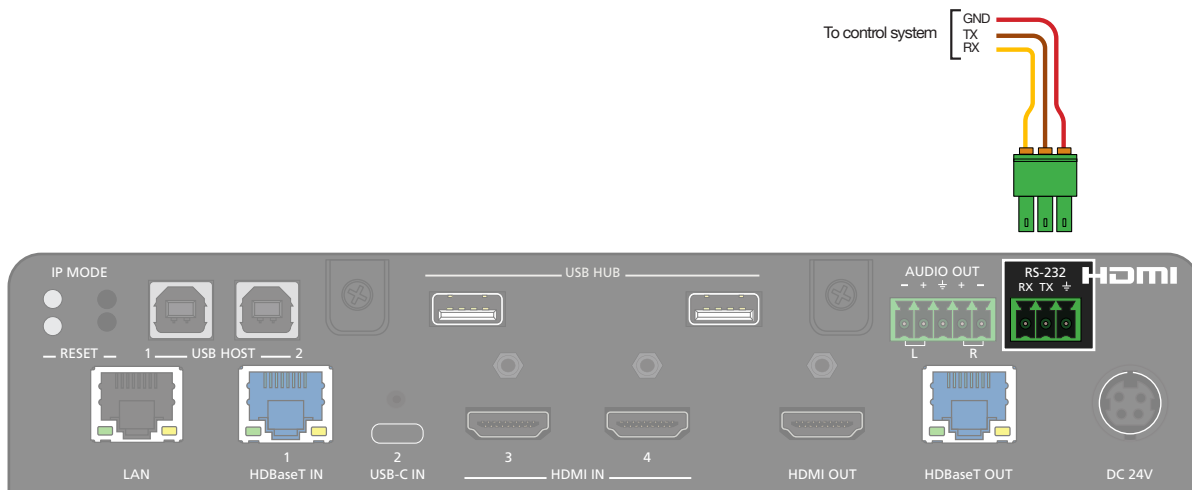 GND
To control system
TX
RX
IP MODE
USB HUB
AUDIO OUT
− + ⏚ + −
RS-232
RX TX ⏚
HDMI
L R
RESET
1 USB HOST 2
1
2
3
4
LAN
HDBaseT IN
USB-C IN
HDMI IN
HDMI OUT
HDBaseT OUT
DC 24V